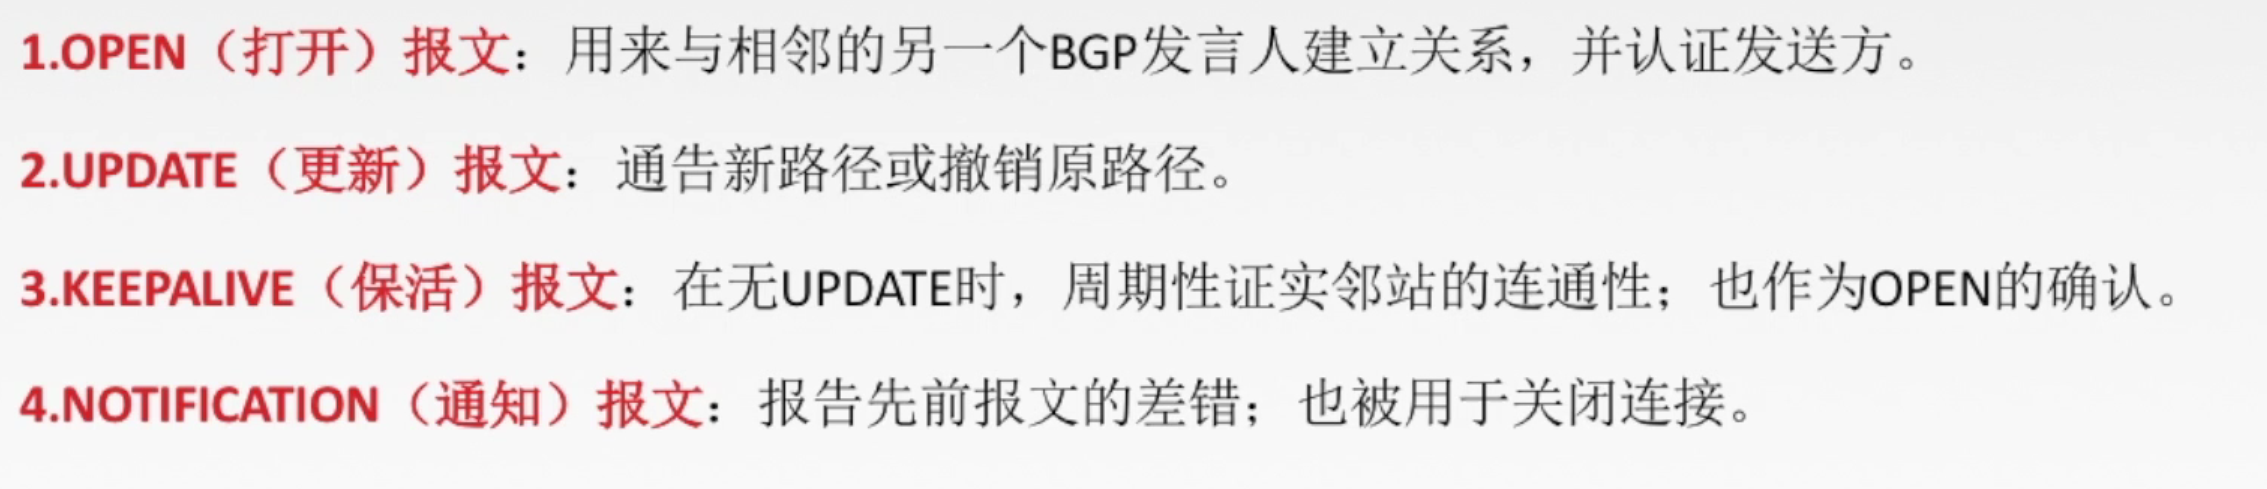 1.OPEN（打开）报文：用来与相邻的另一个BGP发言人建立关系，并认证发送方。
2.UPDATE（更新）报文：通告新路径或撤销原路径。
3.KEEPALIVE（保活）报文：在无UPDATE时，周期性证实邻站的连通性；也作为OPEN的确认。
4.NOTIFICATION（通知）报文：报告先前报文的差错；也被用于关闭连接。